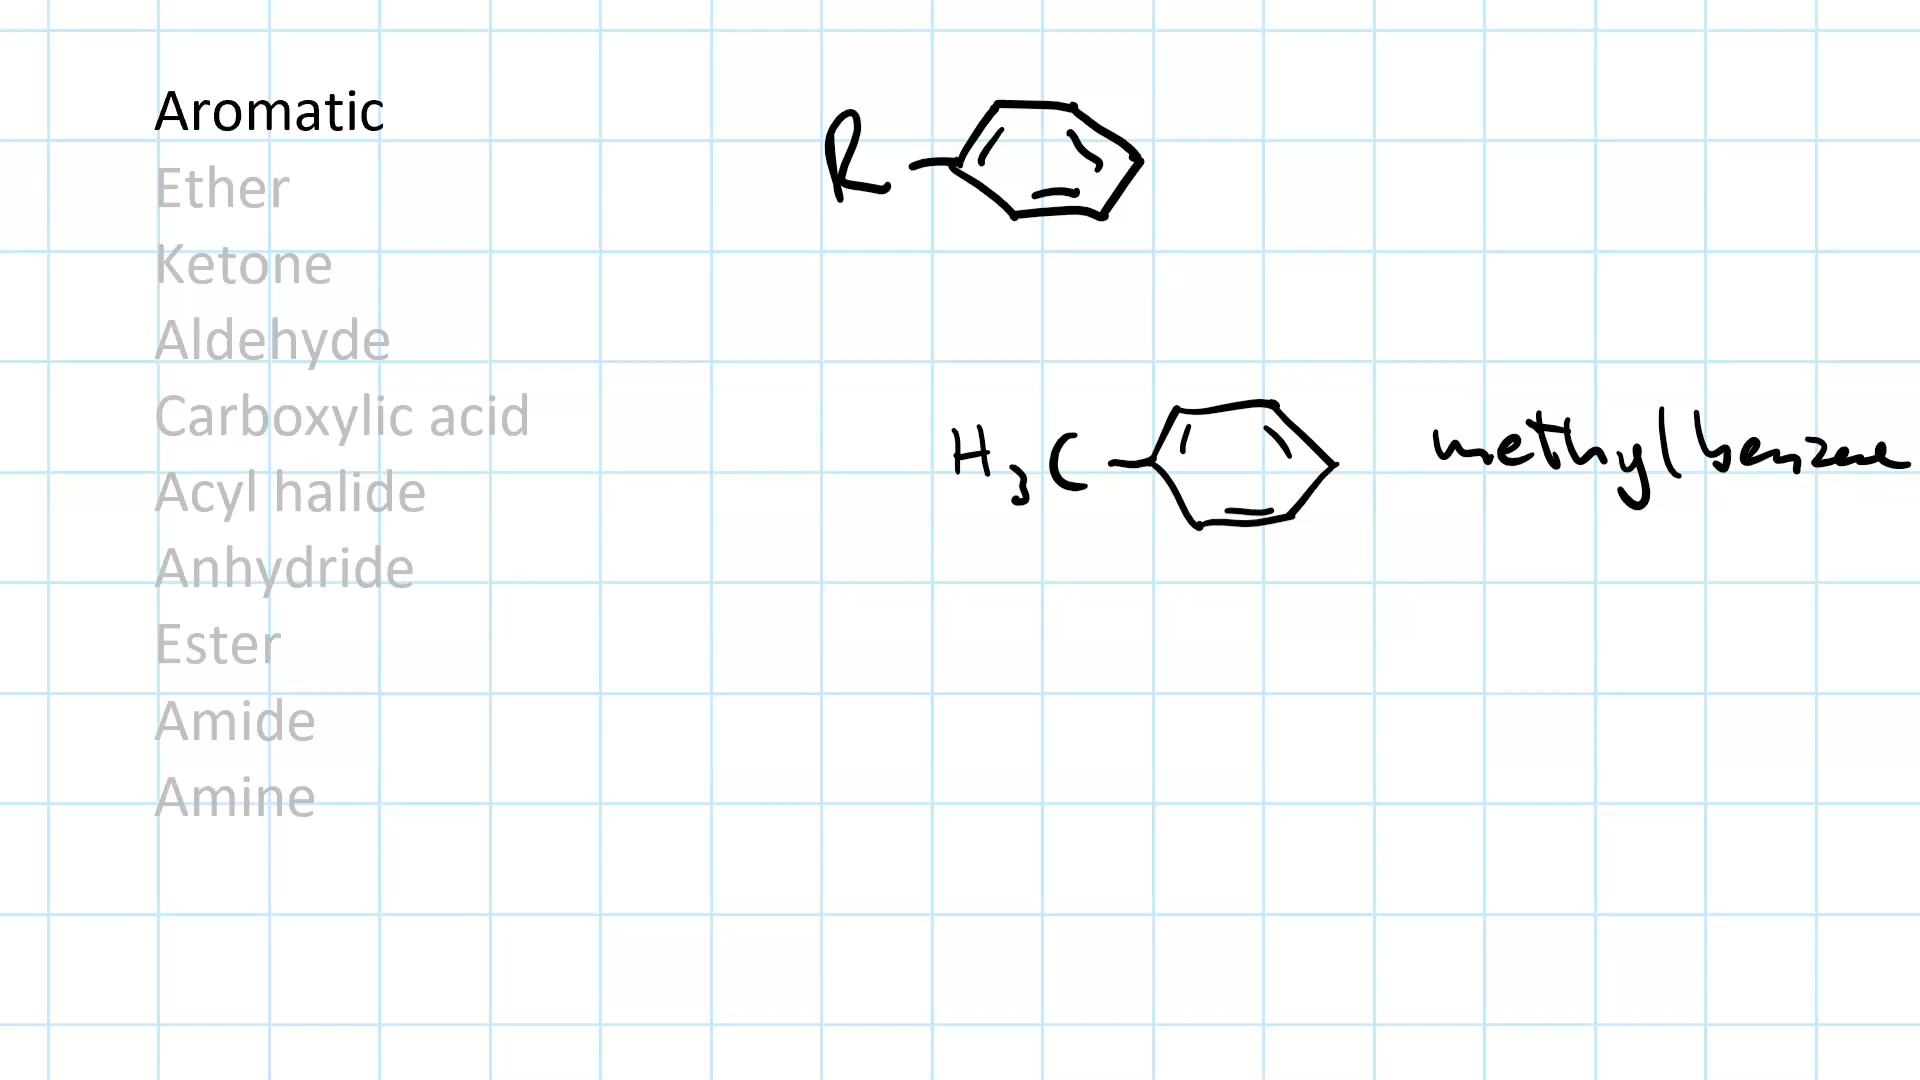 Aromatic
Ether
Ketone
Aldehyde
Carboxylic acid
Acyl halide
Anhydride
Ester
Amide
Amine
R
H3C
methylbenzene